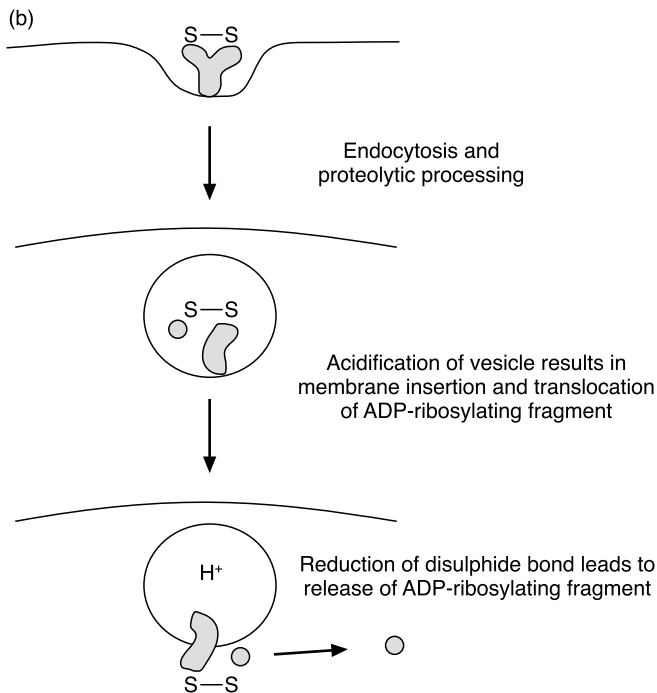 (b)
S—S
Endocytosis and
proteolytic processing
S—S
Acidification of vesicle results in
membrane insertion and translocation
of ADP-ribosylating fragment
H⁺
Reduction of disulphide bond leads to
release of ADP-ribosylating fragment
S—S